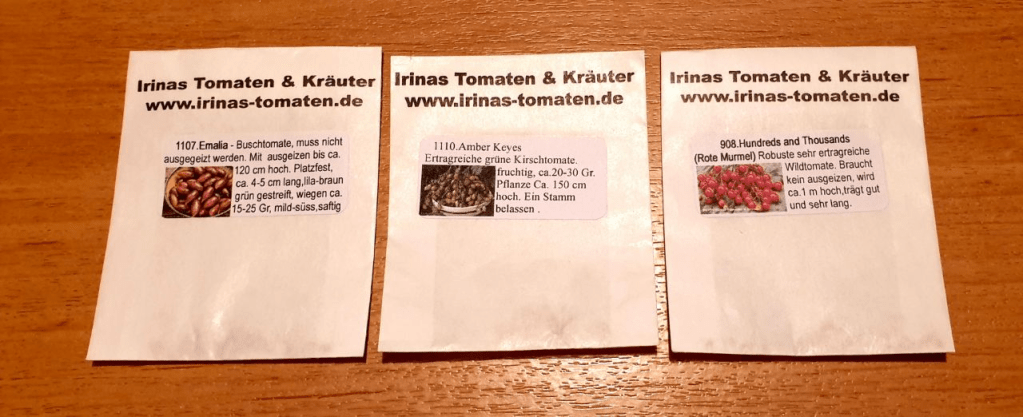 Irinas Tomaten & Kräuter
www.irinas-tomaten.de
1107.Emalia - Buschtomate, muss nicht
ausgegeizt werden. Mit ausgeizen bis ca.
120 cm hoch. Platzfest,
ca. 4-5 cm lang,lila-braun
grün gestreift, wiegen ca.
15-25 Gr, mild-süss,saftig
Irinas Tomaten & Kräuter
www.irinas-tomaten.de
1110.Amber Keyes
Ertragreiche grüne Kirschtomate.
fruchtig, ca.20-30 Gr.
Pflanze Ca. 150 cm
hoch. Ein Stamm
belassen .
Irinas Tomaten & Kräuter
www.irinas-tomaten.de
908.Hundreds and Thousands
(Rote Murmel) Robuste sehr ertragreiche
Wildtomate. Braucht
kein ausgeizen, wird
ca.1 m hoch,trägt gut
und sehr lang.